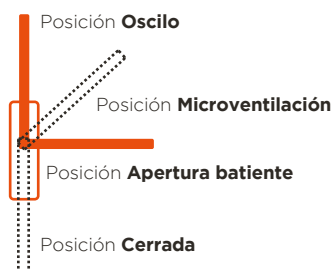 Posición Oscilo
Posición Microventilación
Posición Apertura batiente
Posición Cerrada